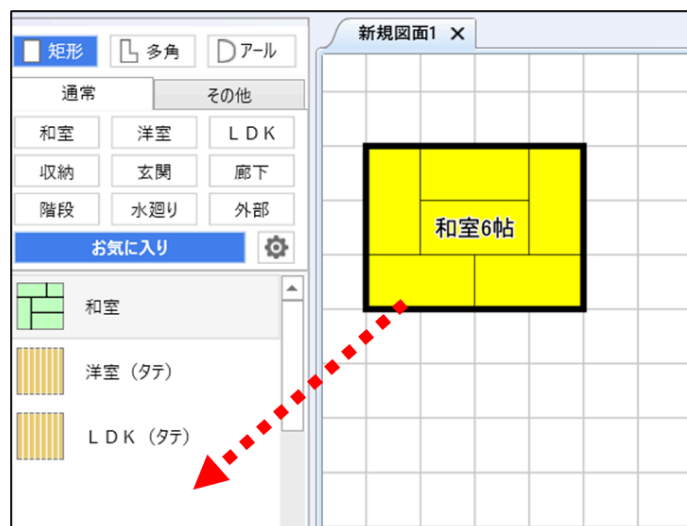 矩形 多角 アール
通常 その他
和室 洋室 ＬＤＫ
収納 玄関 廊下
階段 水廻り 外部
お気に入り
和室
洋室（タテ）
ＬＤＫ（タテ）
新規図面1 ×
和室6帖